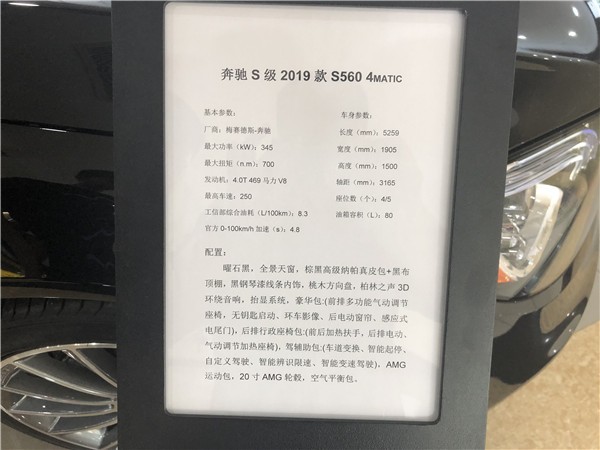 奔驰 S 级 2019 款 S560 4MATIC
基本参数：
车身参数：
厂商：梅赛德斯-奔驰
长度（mm）：5259
最大功率（kW）：345
宽度（mm）：1905
最大扭矩（n.m）：700
高度（mm）：1500
发动机：4.0T 469 马力 V8
轴距（mm）：3165
最高车速：250
座位数（个）：4/5
工信部综合油耗（L/100km）：8.3
油箱容积（L）：80
官方 0-100km/h 加速（s）：4.8
配置：
曜石黑，全景天窗，棕黑高级纳帕真皮包+黑布
顶棚，黑钢琴漆线条内饰，桃木方向盘，柏林之声 3D
环绕音响，抬显系统，豪华包:(前排多功能气动调节
座椅，无钥匙启动、环车影像、后电动窗帘、感应式
电尾门)，后排行政座椅包:(前后加热扶手，后排电动、
气动调节加热座椅)，驾辅助包:(车道变换、智能起停、
自定义驾驶、智能辨识限速、智能变速驾驶)，AMG
运动包，20 寸 AMG 轮毂，空气平衡包、